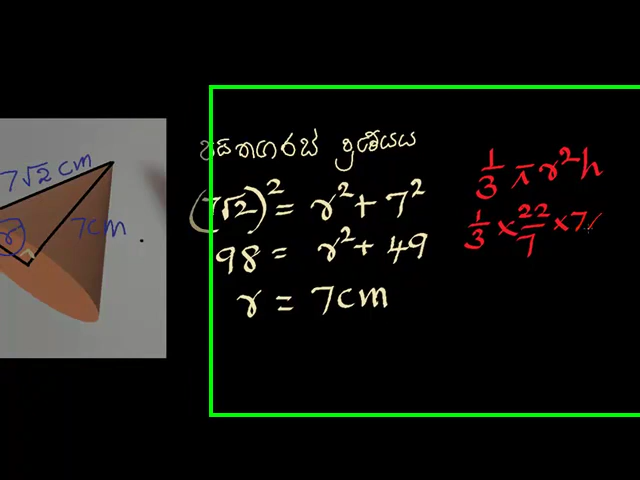 7√2 cm
r
7cm
පයිතගරස් ප්‍රමේයය
(7√2)² = r² + 7²
98 = r² + 49
r = 7cm
1/3 π r² h
1/3 × 22/7 × 7